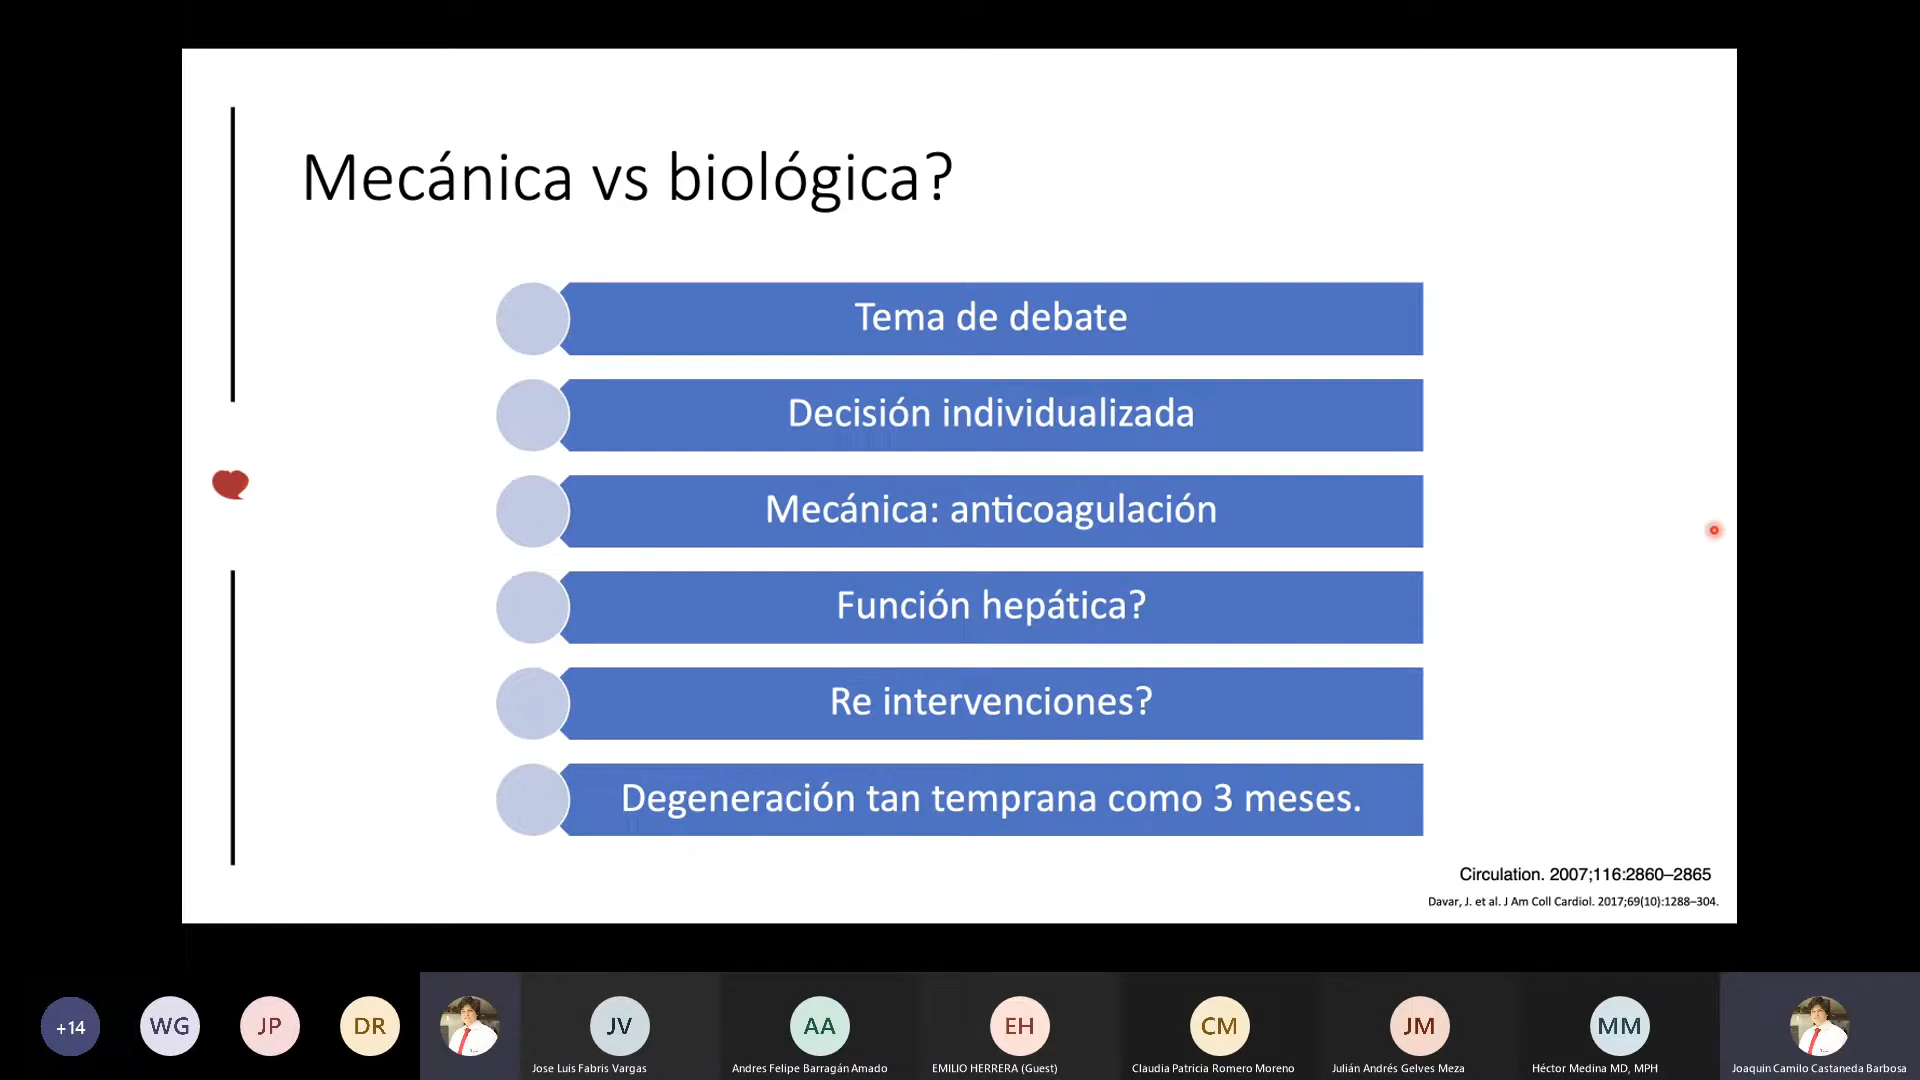 Mecánica vs biológica?
Tema de debate
Decisión individualizada
Mecánica: anticoagulación
Función hepática?
Re intervenciones?
Degeneración tan temprana como 3 meses.
Circulation. 2007;116:2860–2865
Davar, J. et al. J Am Coll Cardiol. 2017;69(10):1288–304.
+14
WG
JP
DR
JV
AA
EH
CM
JM
MM
Jose Luis Fabris Vargas
Andres Felipe Barragán Amado
EMILIO HERRERA (Guest)
Claudia Patricia Romero Moreno
Julián Andrés Gelves Meza
Héctor Medina MD, MPH
Joaquin Camilo Castaneda Barbosa